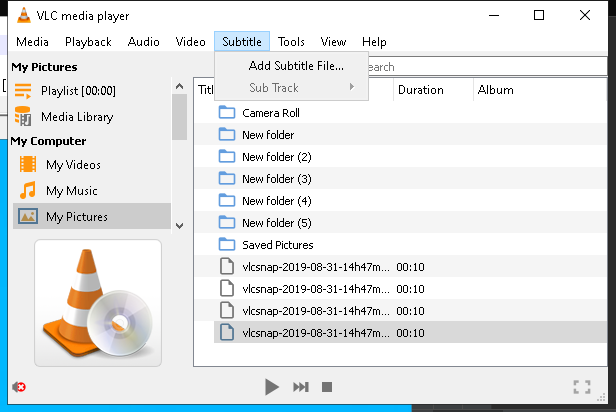 VLC media player
Media Playback Audio Video Subtitle Tools View Help
Add Subtitle File...
Sub Track
My Pictures
Playlist [00:00]
Media Library
My Computer
My Videos
My Music
My Pictures
Search
Duration Album
Camera Roll
New folder
New folder (2)
New folder (3)
New folder (4)
New folder (5)
Saved Pictures
vlcsnap-2019-08-31-14h47m... 00:10
vlcsnap-2019-08-31-14h47m... 00:10
vlcsnap-2019-08-31-14h47m... 00:10
vlcsnap-2019-08-31-14h47m... 00:10